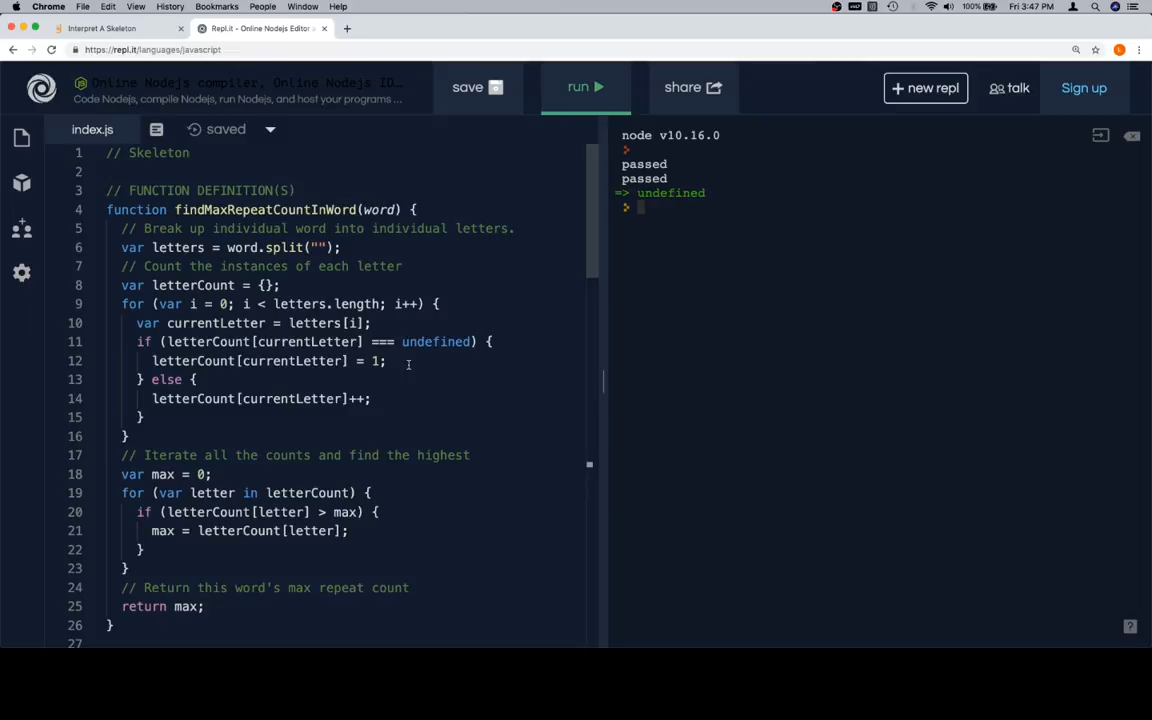 Chrome File Edit View History Bookmarks People Window Help 100% Fri 3:47 PM
Interpret A Skeleton × Repl.it - Online Nodejs Editor a × +
https://repl.it/languages/javascript
Online Nodejs compiler, Online Nodejs ID...
Code Nodejs, compile Nodejs, run Nodejs, and host your programs ...
save run share + new repl talk Sign up
index.js saved
1 // Skeleton
2
3 // FUNCTION DEFINITION(S)
4 function findMaxRepeatCountInWord(word) {
5 // Break up individual word into individual letters.
6 var letters = word.split("");
7 // Count the instances of each letter
8 var letterCount = {};
9 for (var i = 0; i < letters.length; i++) {
10 var currentLetter = letters[i];
11 if (letterCount[currentLetter] === undefined) {
12 letterCount[currentLetter] = 1;
13 } else {
14 letterCount[currentLetter]++;
15 }
16 }
17 // Iterate all the counts and find the highest
18 var max = 0;
19 for (var letter in letterCount) {
20 if (letterCount[letter] > max) {
21 max = letterCount[letter];
22 }
23 }
24 // Return this word's max repeat count
25 return max;
26 }
27
node v10.16.0
passed
passed
=> undefined
?